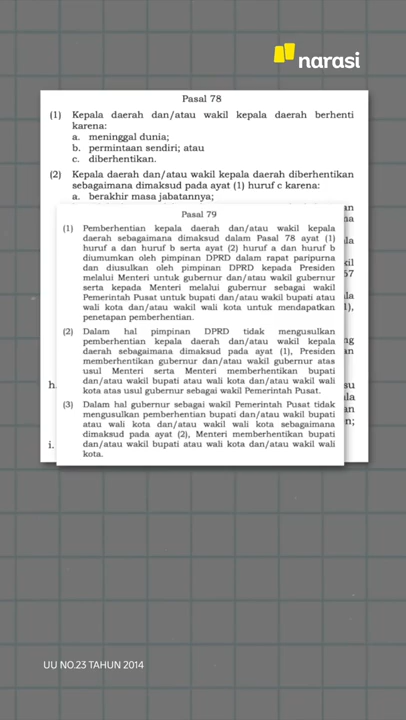 narasi
Pasal 78
(1) Kepala daerah dan/atau wakil kepala daerah berhenti
karena:
a. meninggal dunia;
b. permintaan sendiri; atau
c. diberhentikan.
(2) Kepala daerah dan/atau wakil kepala daerah diberhentikan
sebagaimana dimaksud pada ayat (1) huruf c karena:
a. berakhir masa jabatannya;
Pasal 79
(1) Pemberhentian kepala daerah dan/atau wakil kepala
daerah sebagaimana dimaksud dalam Pasal 78 ayat (1)
huruf a dan huruf b serta ayat (2) huruf a dan huruf b
diumumkan oleh pimpinan DPRD dalam rapat paripurna
dan diusulkan oleh pimpinan DPRD kepada Presiden
melalui Menteri untuk gubernur dan/atau wakil gubernur
serta kepada Menteri melalui gubernur sebagai wakil
Pemerintah Pusat untuk bupati dan/atau wakil bupati atau
wali kota dan/atau wakil wali kota untuk mendapatkan
penetapan pemberhentian.
(2) Dalam hal pimpinan DPRD tidak mengusulkan
pemberhentian kepala daerah dan/atau wakil kepala
daerah sebagaimana dimaksud pada ayat (1), Presiden
memberhentikan gubernur dan/atau wakil gubernur atas
usul Menteri serta Menteri memberhentikan bupati
dan/atau wakil bupati atau wali kota dan/atau wakil wali
kota atas usul gubernur sebagai wakil Pemerintah Pusat.
h.
(3) Dalam hal gubernur sebagai wakil Pemerintah Pusat tidak
mengusulkan pemberhentian bupati dan/atau wakil bupati
atau wali kota dan/atau wakil wali kota sebagaimana
dimaksud pada ayat (2), Menteri memberhentikan bupati
dan/atau wakil bupati atau wali kota dan/atau wakil wali
kota.
i.
UU NO.23 TAHUN 2014